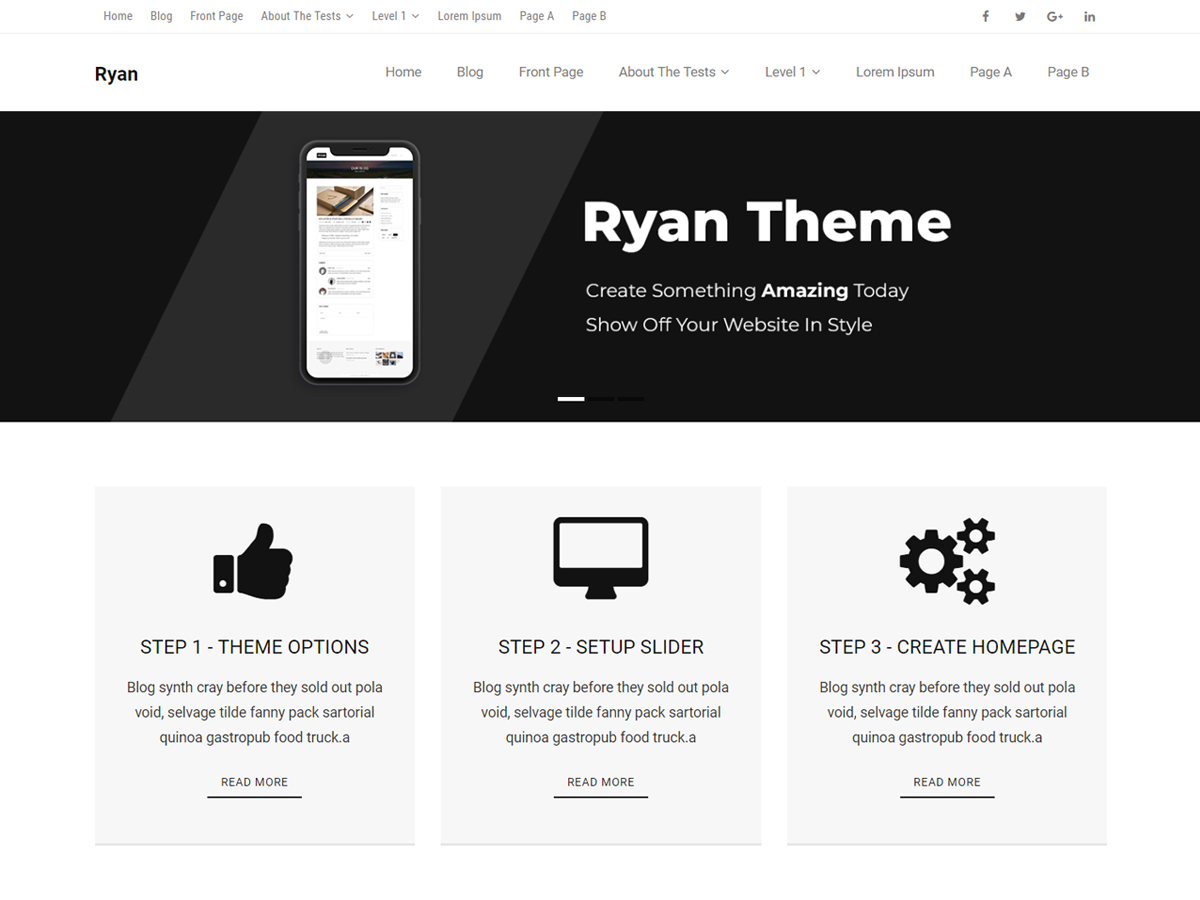 Home Blog Front Page About The Tests Level 1 Lorem Ipsum Page A Page B
Ryan
Home Blog Front Page About The Tests Level 1 Lorem Ipsum Page A Page B
Ryan Theme
Create Something Amazing Today
Show Off Your Website In Style
STEP 1 - THEME OPTIONS
Blog synth cray before they sold out pola
void, selvage tilde fanny pack sartorial
quinoa gastropub food truck.a
READ MORE
STEP 2 - SETUP SLIDER
Blog synth cray before they sold out pola
void, selvage tilde fanny pack sartorial
quinoa gastropub food truck.a
READ MORE
STEP 3 - CREATE HOMEPAGE
Blog synth cray before they sold out pola
void, selvage tilde fanny pack sartorial
quinoa gastropub food truck.a
READ MORE